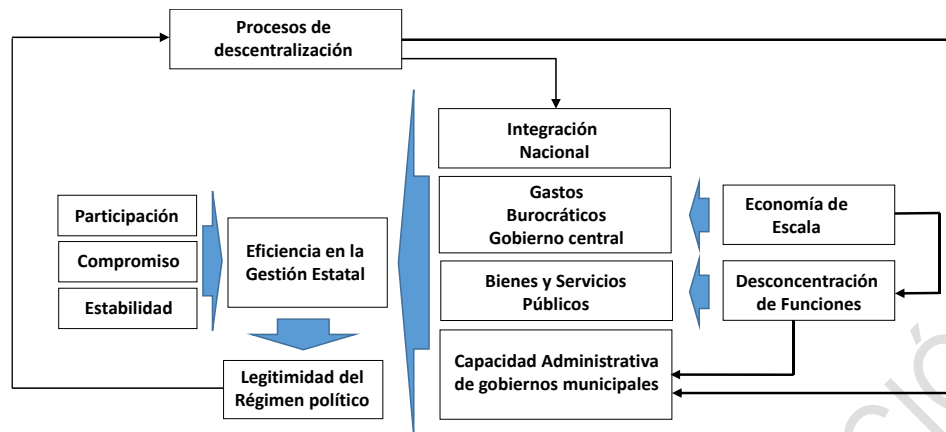 Procesos de
descentralización
Integración
Nacional
Gastos
Burocráticos
Gobierno central
Economía de
Escala
Participación
Compromiso
Estabilidad
Eficiencia en la
Gestión Estatal
Bienes y Servicios
Públicos
Desconcentración
de Funciones
Legitimidad del
Régimen político
Capacidad Administrativa
de gobiernos municipales
CIÓ